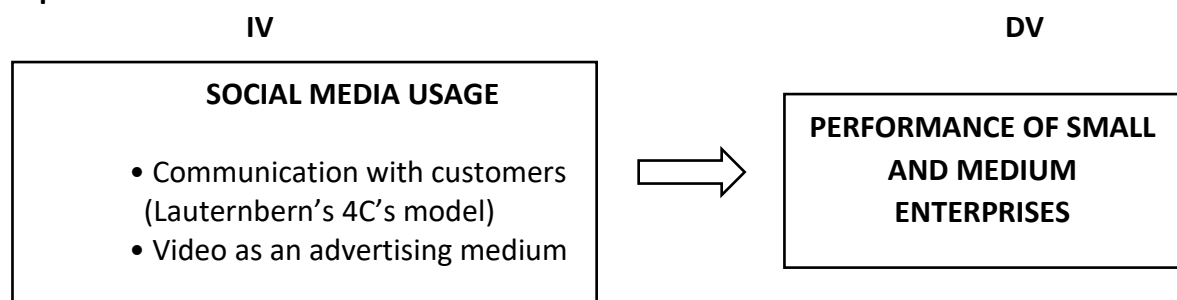 IV
DV
SOCIAL MEDIA USAGE
• Communication with customers
(Lauternbern’s 4C’s model)
• Video as an advertising medium
PERFORMANCE OF SMALL
AND MEDIUM
ENTERPRISES